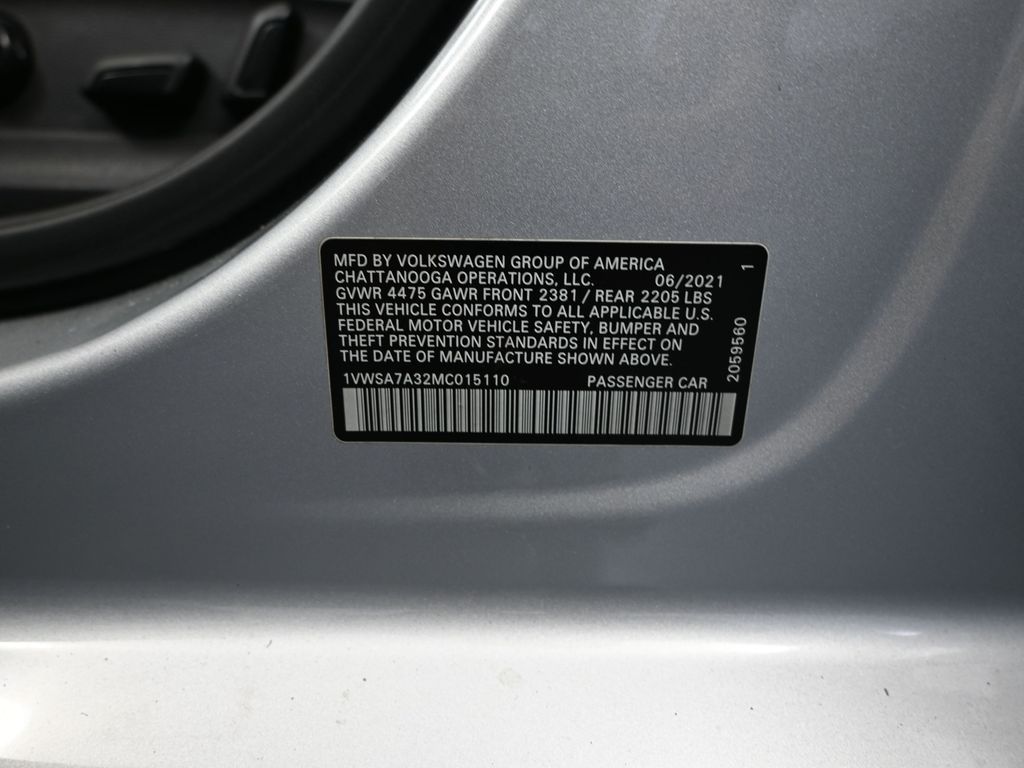 MFD BY VOLKSWAGEN GROUP OF AMERICA
CHATTANOOGA OPERATIONS, LLC. 06/2021
GVWR 4475 GAWR FRONT 2381 / REAR 2205 LBS
THIS VEHICLE CONFORMS TO ALL APPLICABLE U.S.
FEDERAL MOTOR VEHICLE SAFETY, BUMPER AND
THEFT PREVENTION STANDARDS IN EFFECT ON
THE DATE OF MANUFACTURE SHOWN ABOVE.
1VWSA7A32MC015110 PASSENGER CAR
2059560
1